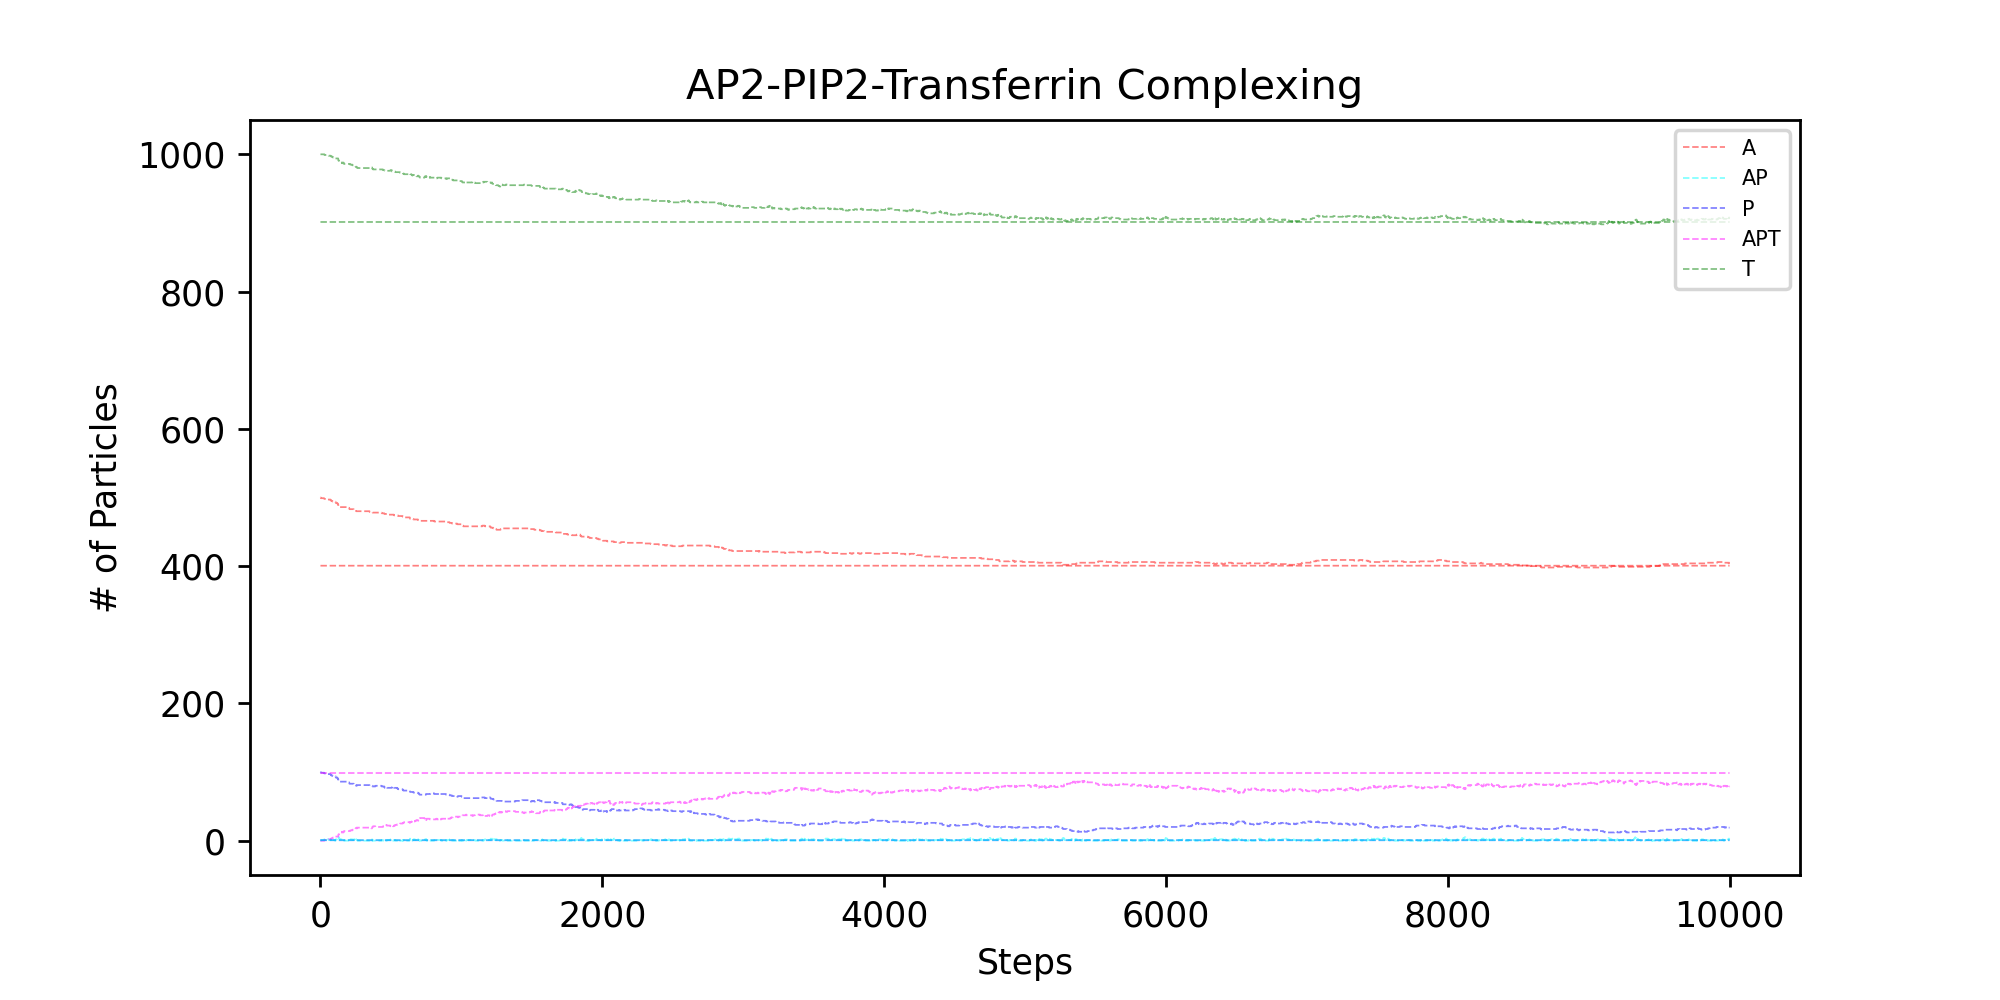 AP2-PIP2-Transferrin Complexing
1000
800
600
400
200
0
# of Particles
A
AP
P
APT
T
0 2000 4000 6000 8000 10000
Steps